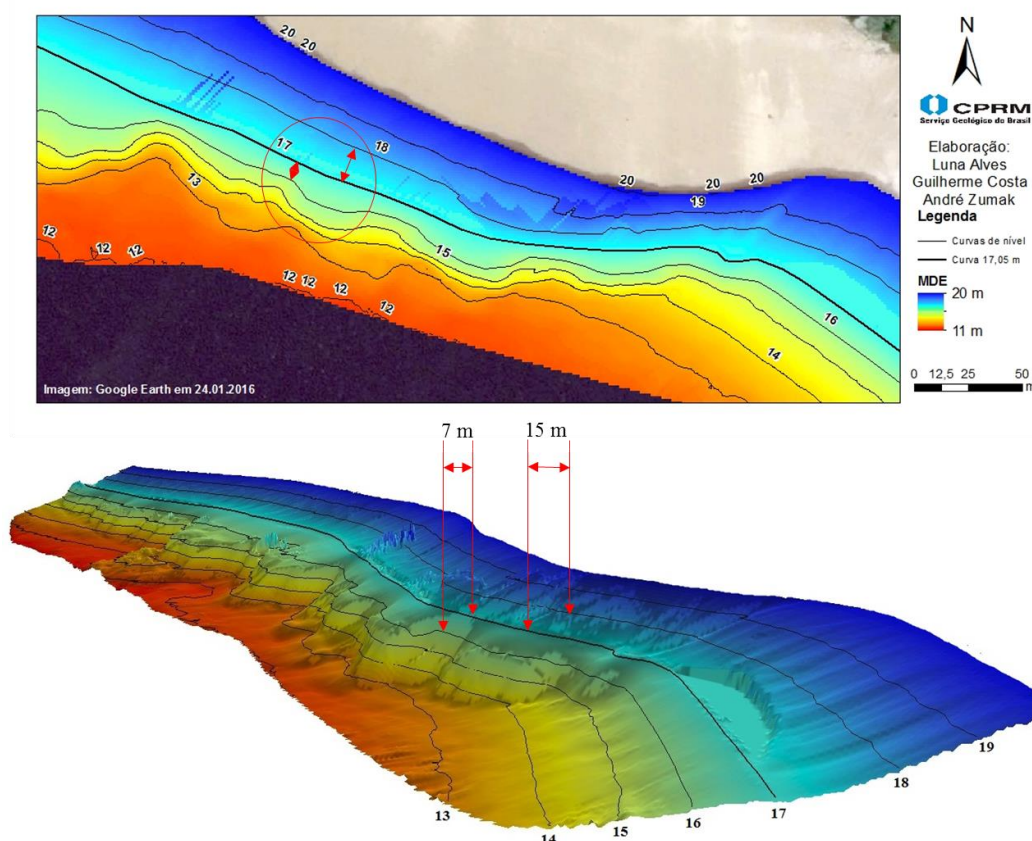 20 20
N
CPRM
Serviço Geológico do Brasil
Elaboração:
Luna Alves
Guilherme Costa
André Zumak
Legenda
Curvas de nível
Curva 17,05 m
MDE
20 m
11 m
0 12,5 25 50
m
17
18
13
20
20 20
19
15
16
12
12 12
12 12
12
12
14
Imagem: Google Earth em 24.01.2016
7 m
15 m
13
14
15
16
17
18
19